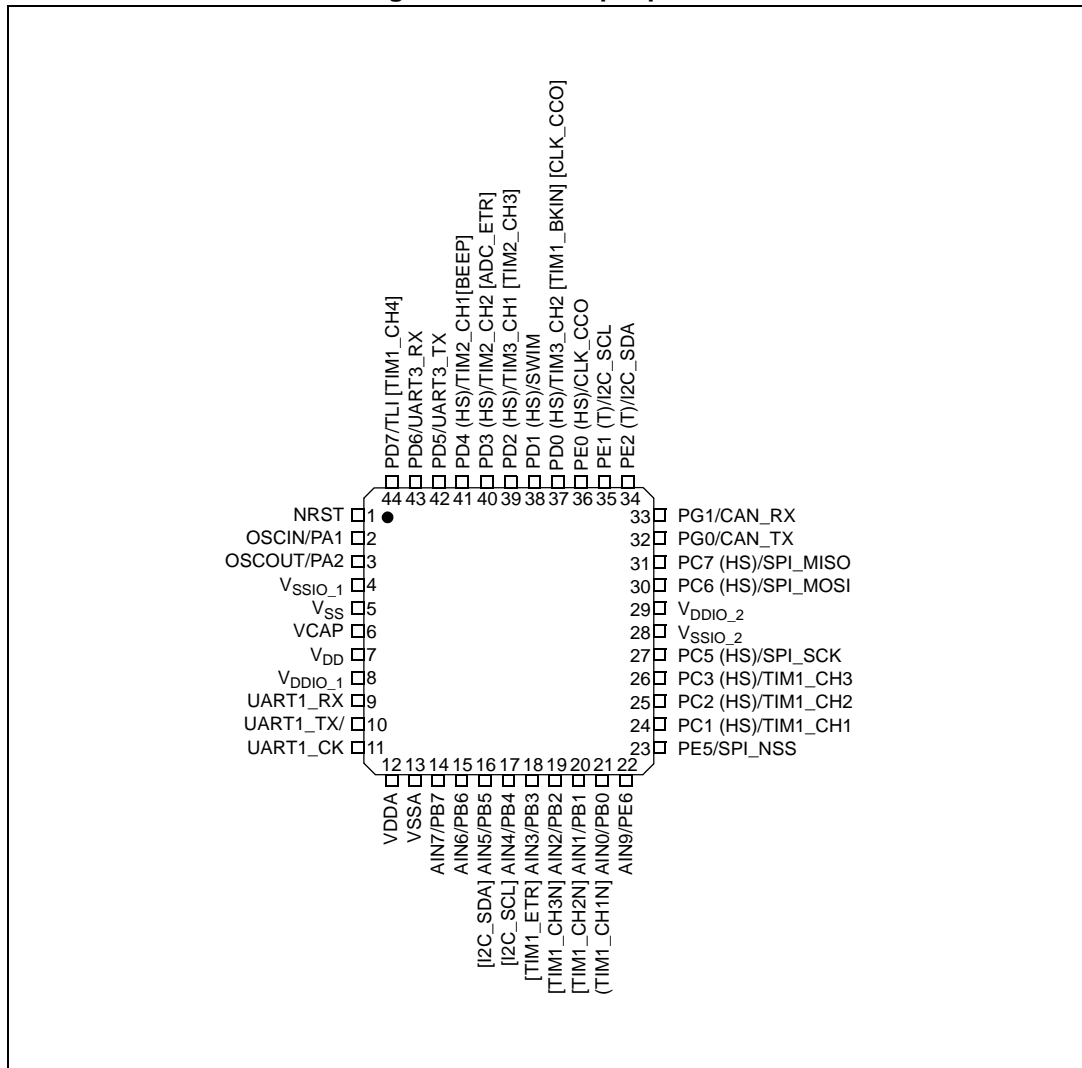 PD7/TLI [TIM1_CH4]
PD6/UART3_RX
PD5/UART3_TX
PD4 (HS)/TIM2_CH1[BEEP]
PD3 (HS)/TIM2_CH2 [ADC_ETR]
PD2 (HS)/TIM3_CH1 [TIM2_CH3]
PD1 (HS)/SWIM
PD0 (HS)/TIM3_CH2 [TIM1_BKIN] [CLK_CCO]
PE0 (HS)/CLK_CCO
PE1 (T)/I2C_SCL
PE2 (T)/I2C_SDA
44 43 42 41 40 39 38 37 36 35 34
NRST 1
OSCIN/PA1 2
OSCOUT/PA2 3
VSSIO_1 4
VSS 5
VCAP 6
VDD 7
VDDIO_1 8
UART1_RX 9
UART1_TX/ 10
UART1_CK 11
33 PG1/CAN_RX
32 PG0/CAN_TX
31 PC7 (HS)/SPI_MISO
30 PC6 (HS)/SPI_MOSI
29 VDDIO_2
28 VSSIO_2
27 PC5 (HS)/SPI_SCK
26 PC3 (HS)/TIM1_CH3
25 PC2 (HS)/TIM1_CH2
24 PC1 (HS)/TIM1_CH1
23 PE5/SPI_NSS
12 13 14 15 16 17 18 19 20 21 22
VDDA
VSSA
AIN7/PB7
AIN6/PB6
[I2C_SDA] AIN5/PB5
[I2C_SCL] AIN4/PB4
[TIM1_ETR] AIN3/PB3
[TIM1_CH3N] AIN2/PB2
[TIM1_CH2N] AIN1/PB1
(TIM1_CH1N] AIN0/PB0
AIN9/PE6